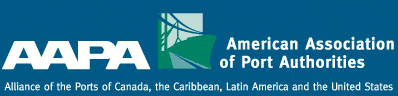 AAPA
American Association
of Port Authorities
Alliance of the Ports of Canada, the Caribbean, Latin America and the United States